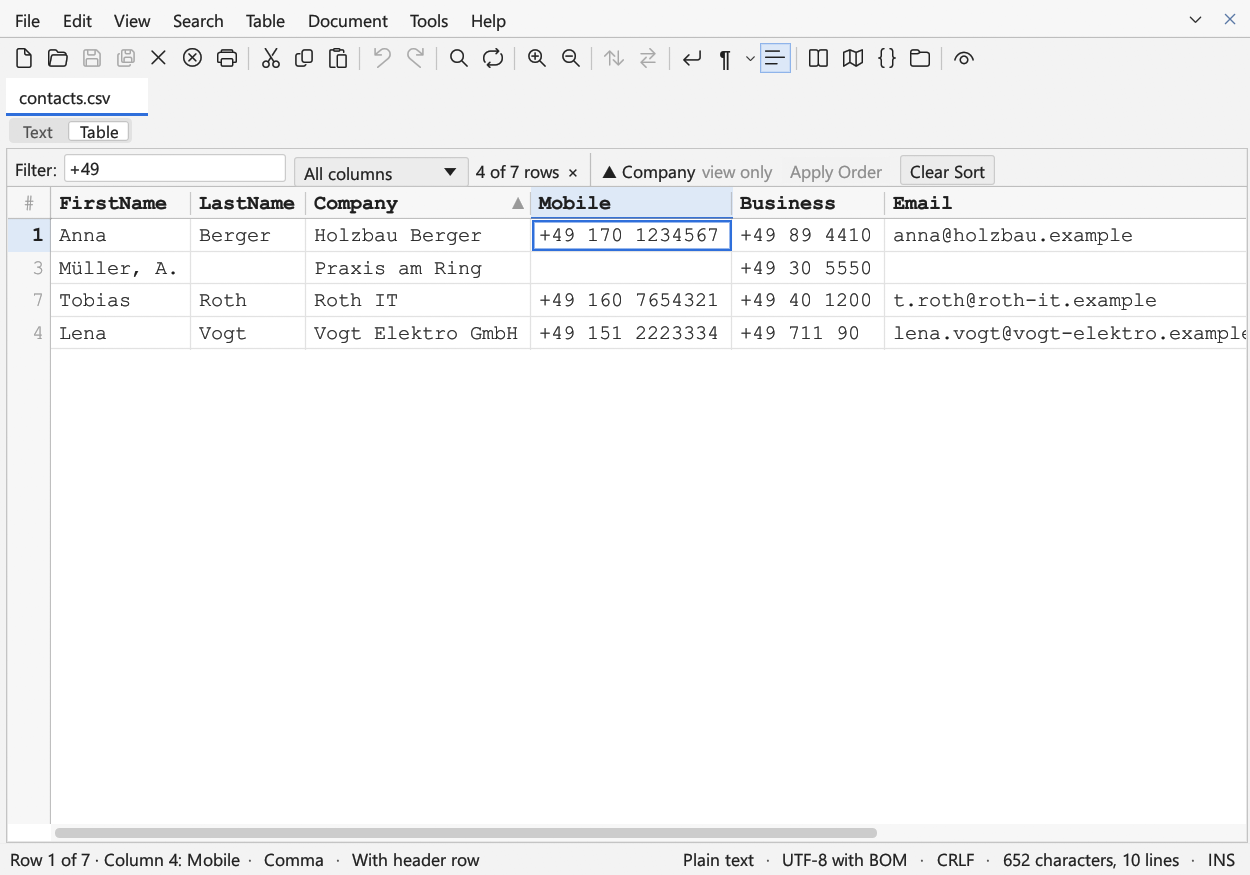 File Edit View Search Table Document Tools Help
contacts.csv
Text Table
Filter: +49 All columns 4 of 7 rows × ▲ Company view only Apply Order Clear Sort
# FirstName LastName Company ▲ Mobile Business Email
1 Anna Berger Holzbau Berger +49 170 1234567 +49 89 4410 anna@holzbau.example
3 Müller, A. Praxis am Ring +49 30 5550
7 Tobias Roth Roth IT +49 160 7654321 +49 40 1200 t.roth@roth-it.example
4 Lena Vogt Vogt Elektro GmbH +49 151 2223334 +49 711 90 lena.vogt@vogt-elektro.example
Row 1 of 7 · Column 4: Mobile · Comma · With header row Plain text · UTF-8 with BOM · CRLF · 652 characters, 10 lines · INS